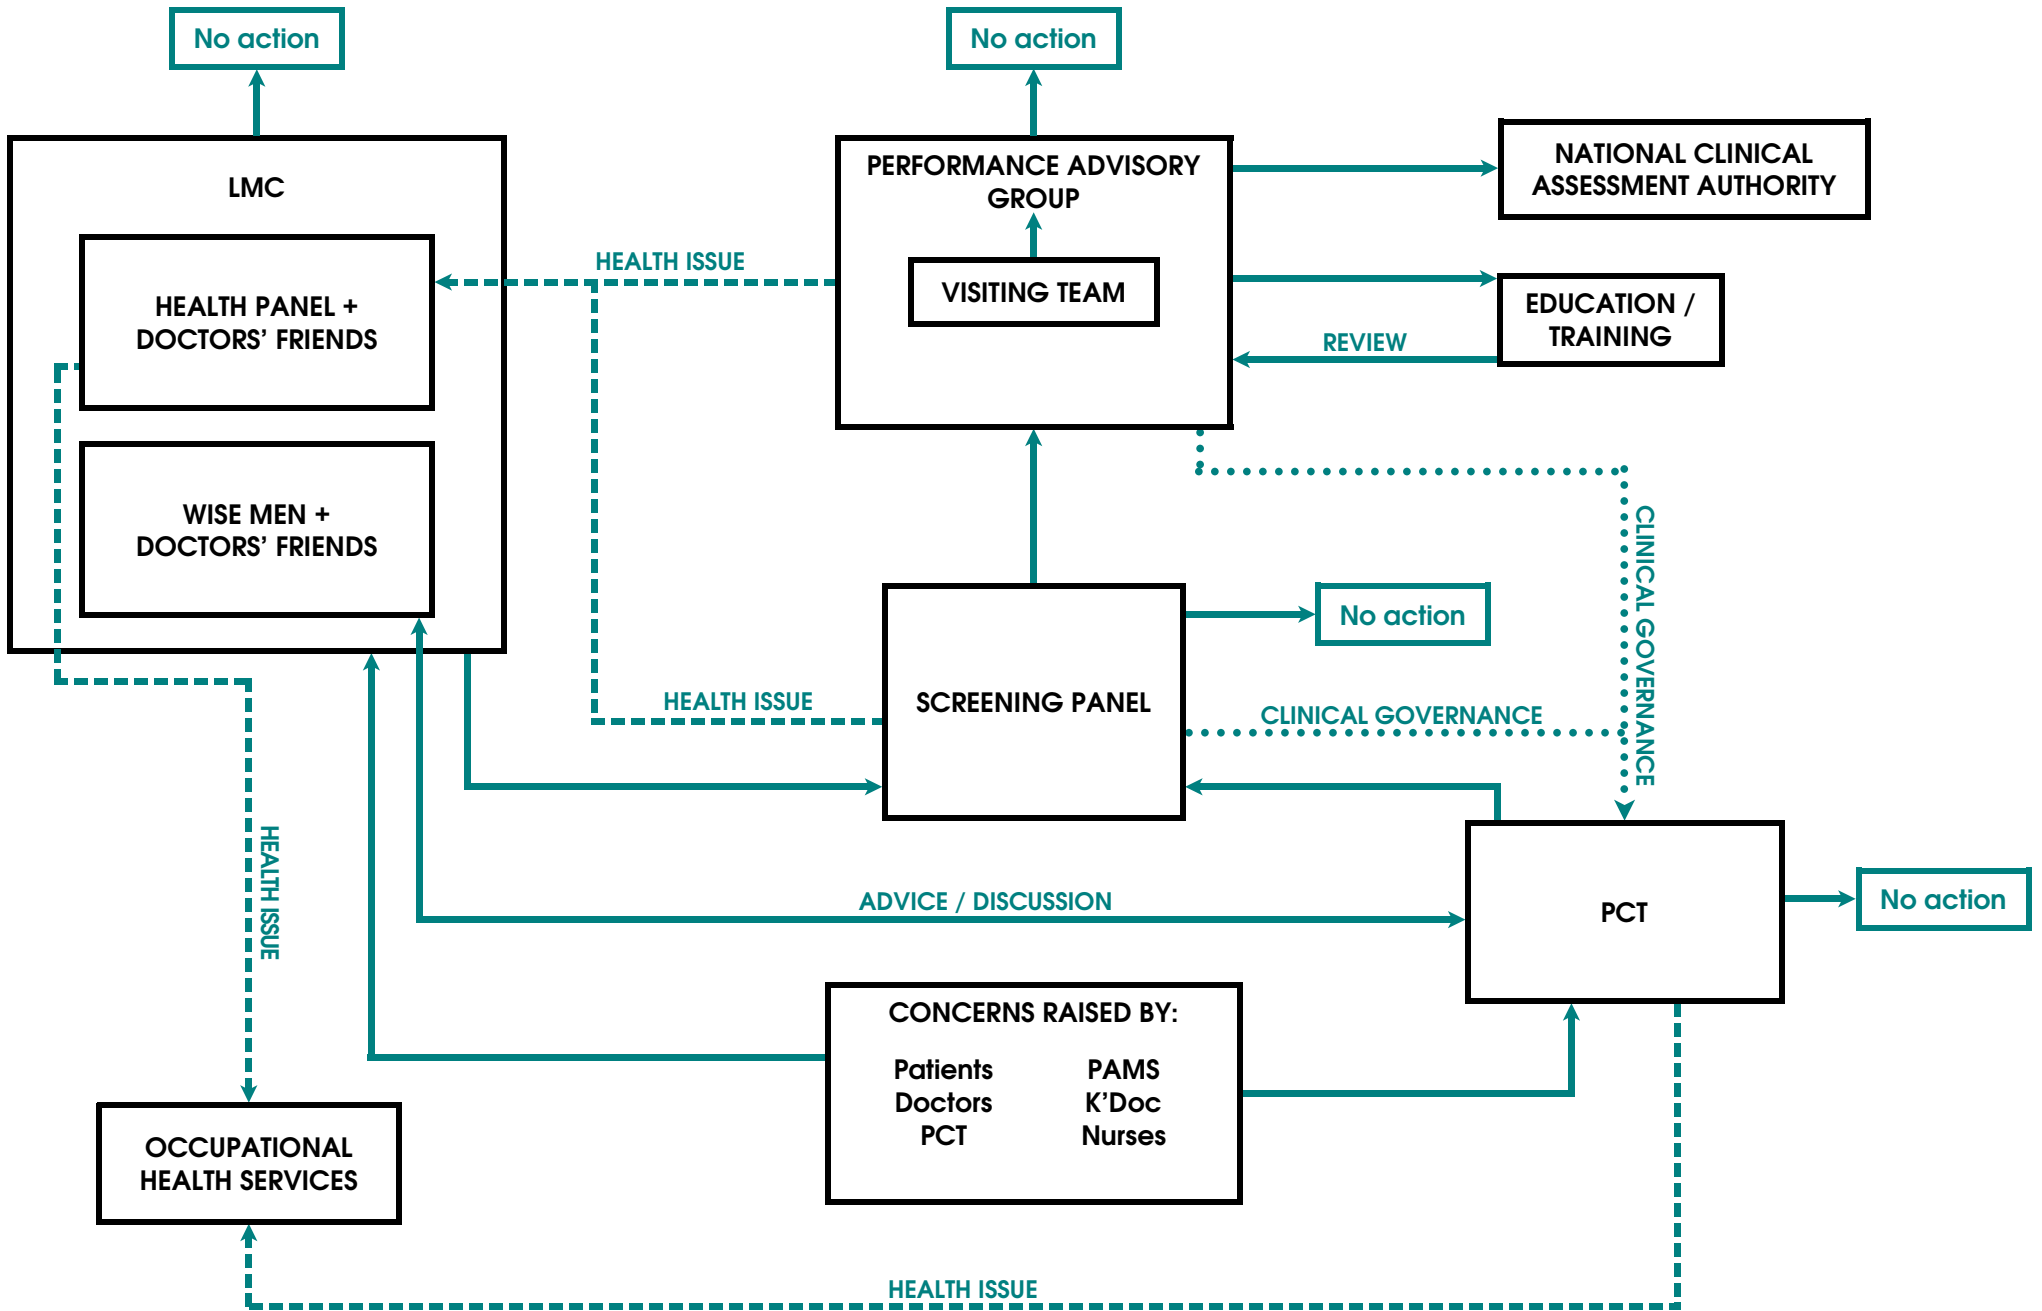 No action
No action
LMC
PERFORMANCE ADVISORY
GROUP
NATIONAL CLINICAL
ASSESSMENT AUTHORITY
HEALTH ISSUE
VISITING TEAM
HEALTH PANEL +
DOCTORS’ FRIENDS
EDUCATION /
TRAINING
REVIEW
WISE MEN +
DOCTORS’ FRIENDS
CLINICAL GOVERNANCE
No action
SCREENING PANEL
HEALTH ISSUE
CLINICAL GOVERNANCE
HEALTH ISSUE
ADVICE / DISCUSSION
PCT
No action
CONCERNS RAISED BY:
Patients PAMS
Doctors K’Doc
PCT Nurses
OCCUPATIONAL
HEALTH SERVICES
HEALTH ISSUE